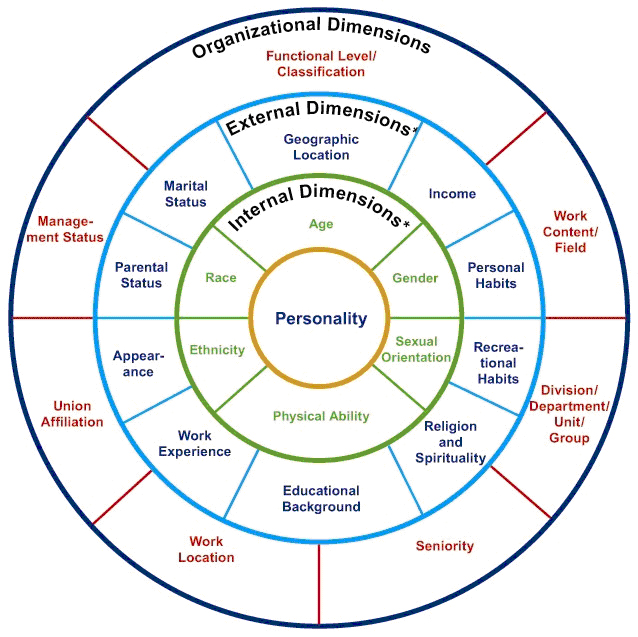 Organizational Dimensions
Functional Level/
Classification
External Dimensions*
Geographic
Location
Marital
Status
Income
Internal Dimensions*
Age
Manage-
ment Status
Work
Content/
Field
Parental
Status
Race
Gender
Personal
Habits
Personality
Appear-
ance
Ethnicity
Sexual
Orientation
Recrea-
tional
Habits
Union
Affiliation
Physical Ability
Division/
Department/
Unit/
Group
Work
Experience
Religion
and
Spirituality
Educational
Background
Work
Location
Seniority